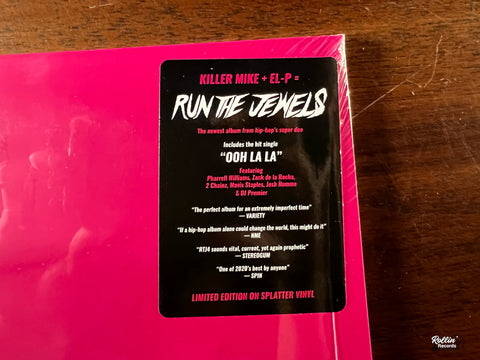 KILLER MIKE + EL-P =
RUN THE JEWELS
The newest album from hip-hop's super duo
Includes the hit single
"OOH LA LA"
Featuring
Pharrell Williams, Zack de la Rocha,
2 Chainz, Mavis Staples, Josh Homme
& DJ Premier
"The perfect album for an extremely imperfect time"
— VARIETY
"If a hip-hop album alone could change the world, this might do it"
— NME
"RTJ4 sounds vital, current, yet again prophetic"
— STEREOGUM
"One of 2020's best by anyone"
— SPIN
LIMITED EDITION ON SPLATTER VINYL
Rollin'
Records